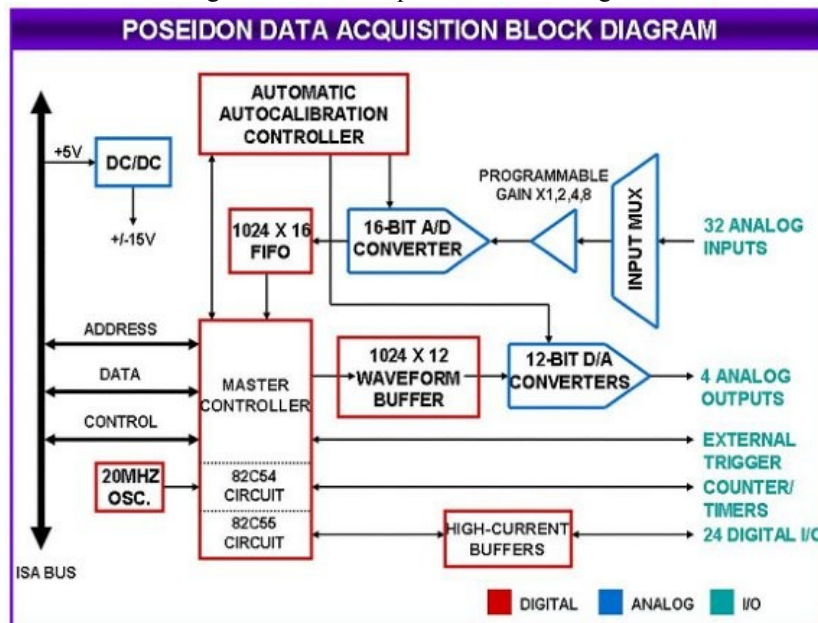 POSEIDON DATA ACQUISITION BLOCK DIAGRAM
AUTOMATIC
AUTOCALIBRATION
CONTROLLER
+5V
DC/DC
+/-15V
PROGRAMMABLE
GAIN X1,2,4,8
1024 X 16
FIFO
16-BIT A/D
CONVERTER
INPUT MUX
32 ANALOG
INPUTS
ADDRESS
DATA
CONTROL
MASTER
CONTROLLER
1024 X 12
WAVEFORM
BUFFER
12-BIT D/A
CONVERTERS
4 ANALOG
OUTPUTS
EXTERNAL
TRIGGER
20MHZ
OSC.
82C54
CIRCUIT
COUNTER/
TIMERS
82C55
CIRCUIT
HIGH-CURRENT
BUFFERS
24 DIGITAL I/O
ISA BUS
DIGITAL
ANALOG
I/O